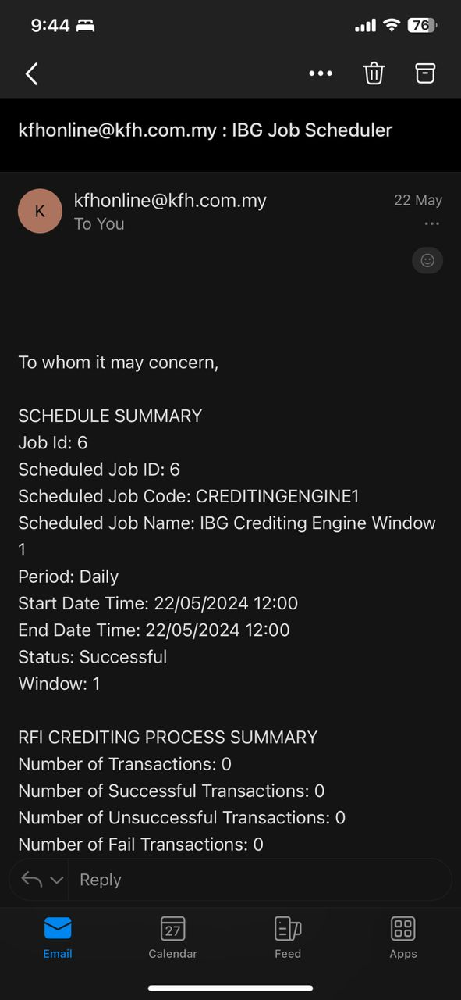 9:44
76
kfhonline@kfh.com.my : IBG Job Scheduler
K
kfhonline@kfh.com.my
22 May
To You
To whom it may concern,
SCHEDULE SUMMARY
Job Id: 6
Scheduled Job ID: 6
Scheduled Job Code: CREDITINGENGINE1
Scheduled Job Name: IBG Crediting Engine Window
1
Period: Daily
Start Date Time: 22/05/2024 12:00
End Date Time: 22/05/2024 12:00
Status: Successful
Window: 1
RFI CREDITING PROCESS SUMMARY
Number of Transactions: 0
Number of Successful Transactions: 0
Number of Unsuccessful Transactions: 0
Number of Fail Transactions: 0
Reply
27
Email
Calendar
Feed
Apps